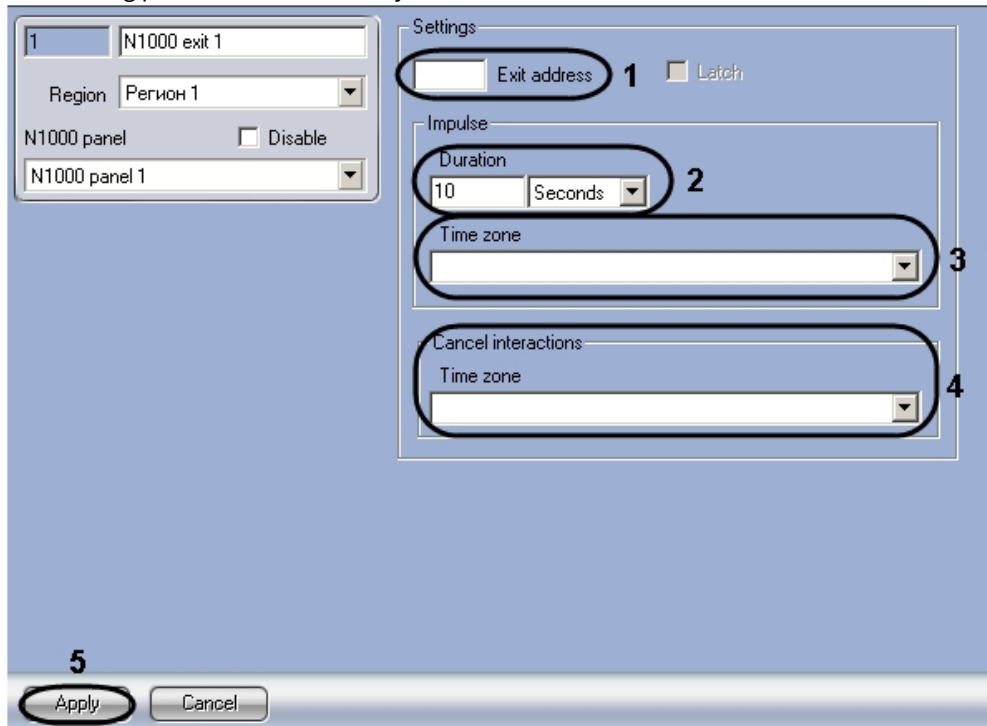 1 N1000 exit 1
Region Регион 1
N1000 panel Disable
N1000 panel 1
Settings
Exit address 1 Latch
Impulse
Duration
10 Seconds 2
Time zone
3
Cancel interactions
Time zone
4
5
Apply Cancel